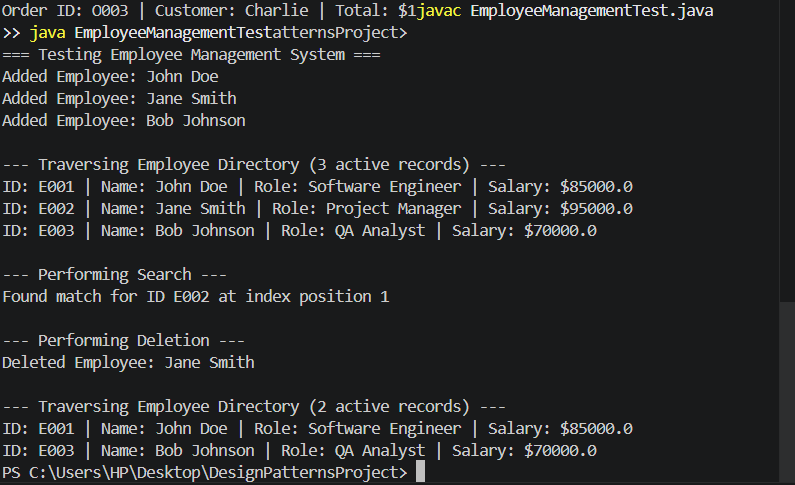 Order ID: O003 | Customer: Charlie | Total: $1javac EmployeeManagementTest.java
>> java EmployeeManagementTestatternsProject>
=== Testing Employee Management System ===
Added Employee: John Doe
Added Employee: Jane Smith
Added Employee: Bob Johnson
--- Traversing Employee Directory (3 active records) ---
ID: E001 | Name: John Doe | Role: Software Engineer | Salary: $85000.0
ID: E002 | Name: Jane Smith | Role: Project Manager | Salary: $95000.0
ID: E003 | Name: Bob Johnson | Role: QA Analyst | Salary: $70000.0
--- Performing Search ---
Found match for ID E002 at index position 1
--- Performing Deletion ---
Deleted Employee: Jane Smith
--- Traversing Employee Directory (2 active records) ---
ID: E001 | Name: John Doe | Role: Software Engineer | Salary: $85000.0
ID: E003 | Name: Bob Johnson | Role: QA Analyst | Salary: $70000.0
PS C:\Users\HP\Desktop\DesignPatternsProject>